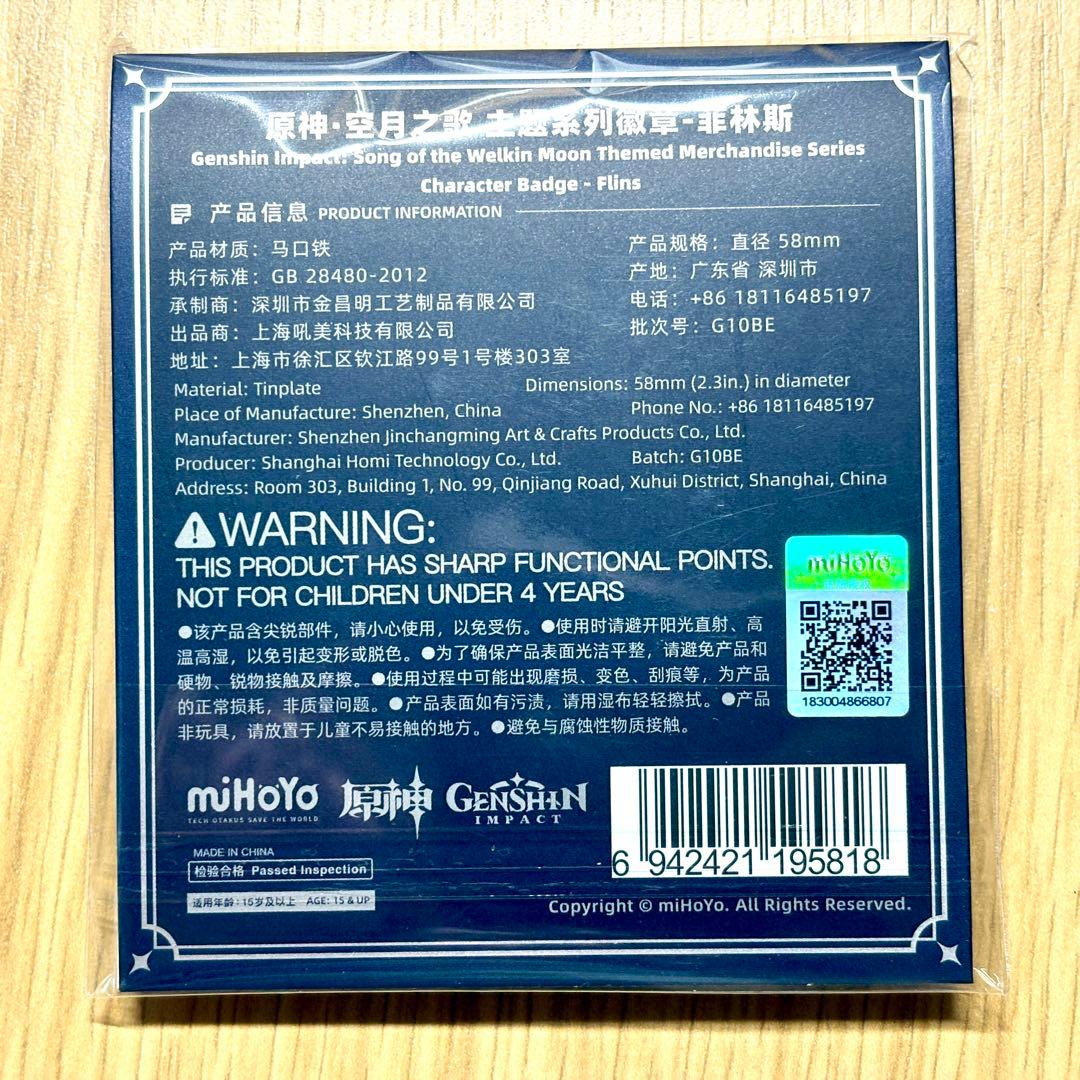 原神·空月之歌 主题系列徽章-菲林斯
Genshin Impact: Song of the Welkin Moon Themed Merchandise Series
Character Badge - Flins
产品信息 PRODUCT INFORMATION
产品材质：马口铁 产品规格：直径 58mm
执行标准：GB 28480-2012 产地：广东省 深圳市
承制商：深圳市金昌明工艺制品有限公司 电话：+86 18116485197
出品商：上海吼美科技有限公司 批次号：G10BE
地址：上海市徐汇区钦江路99号1号楼303室
Material: Tinplate Dimensions: 58mm (2.3in.) in diameter
Place of Manufacture: Shenzhen, China Phone No.: +86 18116485197
Manufacturer: Shenzhen Jinchangming Art & Crafts Products Co., Ltd.
Producer: Shanghai Homi Technology Co., Ltd. Batch: G10BE
Address: Room 303, Building 1, No. 99, Qinjiang Road, Xuhui District, Shanghai, China
WARNING:
THIS PRODUCT HAS SHARP FUNCTIONAL POINTS.
NOT FOR CHILDREN UNDER 4 YEARS
●该产品含尖锐部件，请小心使用，以免受伤。●使用时请避开阳光直射、高
温高湿，以免引起变形或脱色。●为了确保产品表面光洁平整，请避免产品和
硬物、锐物接触及摩擦。●使用过程中可能出现磨损、变色、刮痕等，为产品
的正常损耗，非质量问题。●产品表面如有污渍，请用湿布轻轻擦拭。●产品
非玩具，请放置于儿童不易接触的地方。●避免与腐蚀性物质接触。
miHoYo
183004866807
miHoYo
TECH OTAKUS SAVE THE WORLD
原神
GENSHIN
IMPACT
6 942421 195818
MADE IN CHINA
检验合格 Passed Inspection
适用年龄：15岁及以上 AGE: 15 & UP
Copyright © miHoYo. All Rights Reserved.